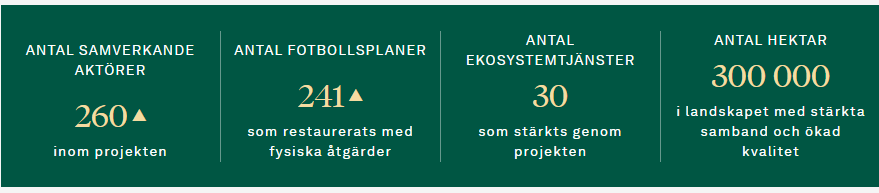 ANTAL SAMVERKANDE
AKTÖRER
260▲
inom projekten
ANTAL FOTBOLLSPLANER
241▲
som restaurerats med
fysiska åtgärder
ANTAL
EKOSYSTEMTJÄNSTER
30
som stärkts genom
projekten
ANTAL HEKTAR
300 000
i landskapet med stärkta
samband och ökad
kvalitet